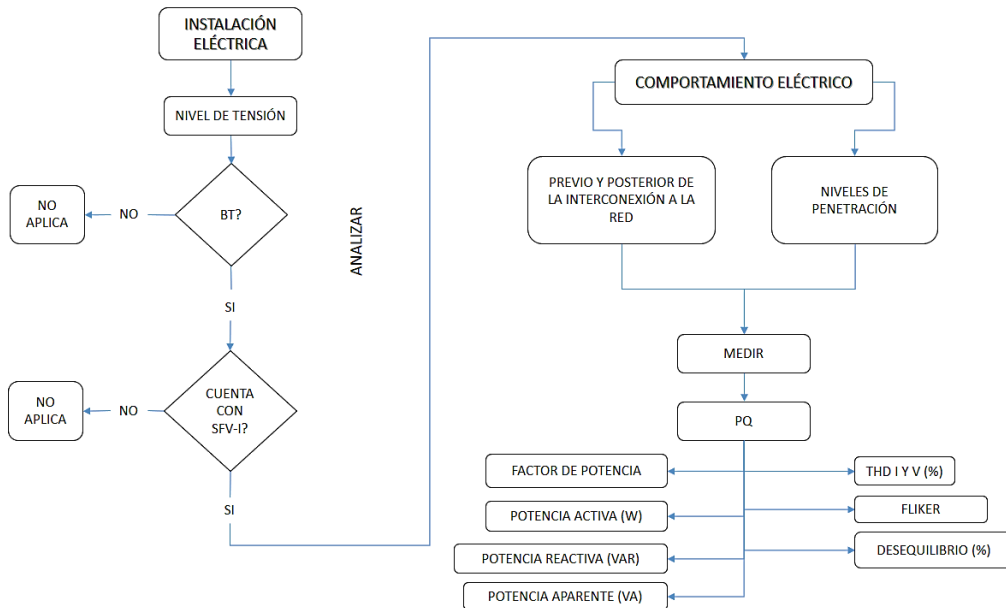 INSTALACIÓN
ELÉCTRICA
NIVEL DE TENSIÓN
BT?
NO
NO
APLICA
SI
CUENTA
CON
SFV-I?
NO
NO
APLICA
SI
ANALIZAR
COMPORTAMIENTO ELÉCTRICO
PREVIO Y POSTERIOR DE
LA INTERCONEXIÓN A LA
RED
NIVELES DE
PENETRACIÓN
MEDIR
PQ
FACTOR DE POTENCIA
POTENCIA ACTIVA (W)
POTENCIA REACTIVA (VAR)
POTENCIA APARENTE (VA)
THD I Y V (%)
FLIKER
DESEQUILIBRIO (%)